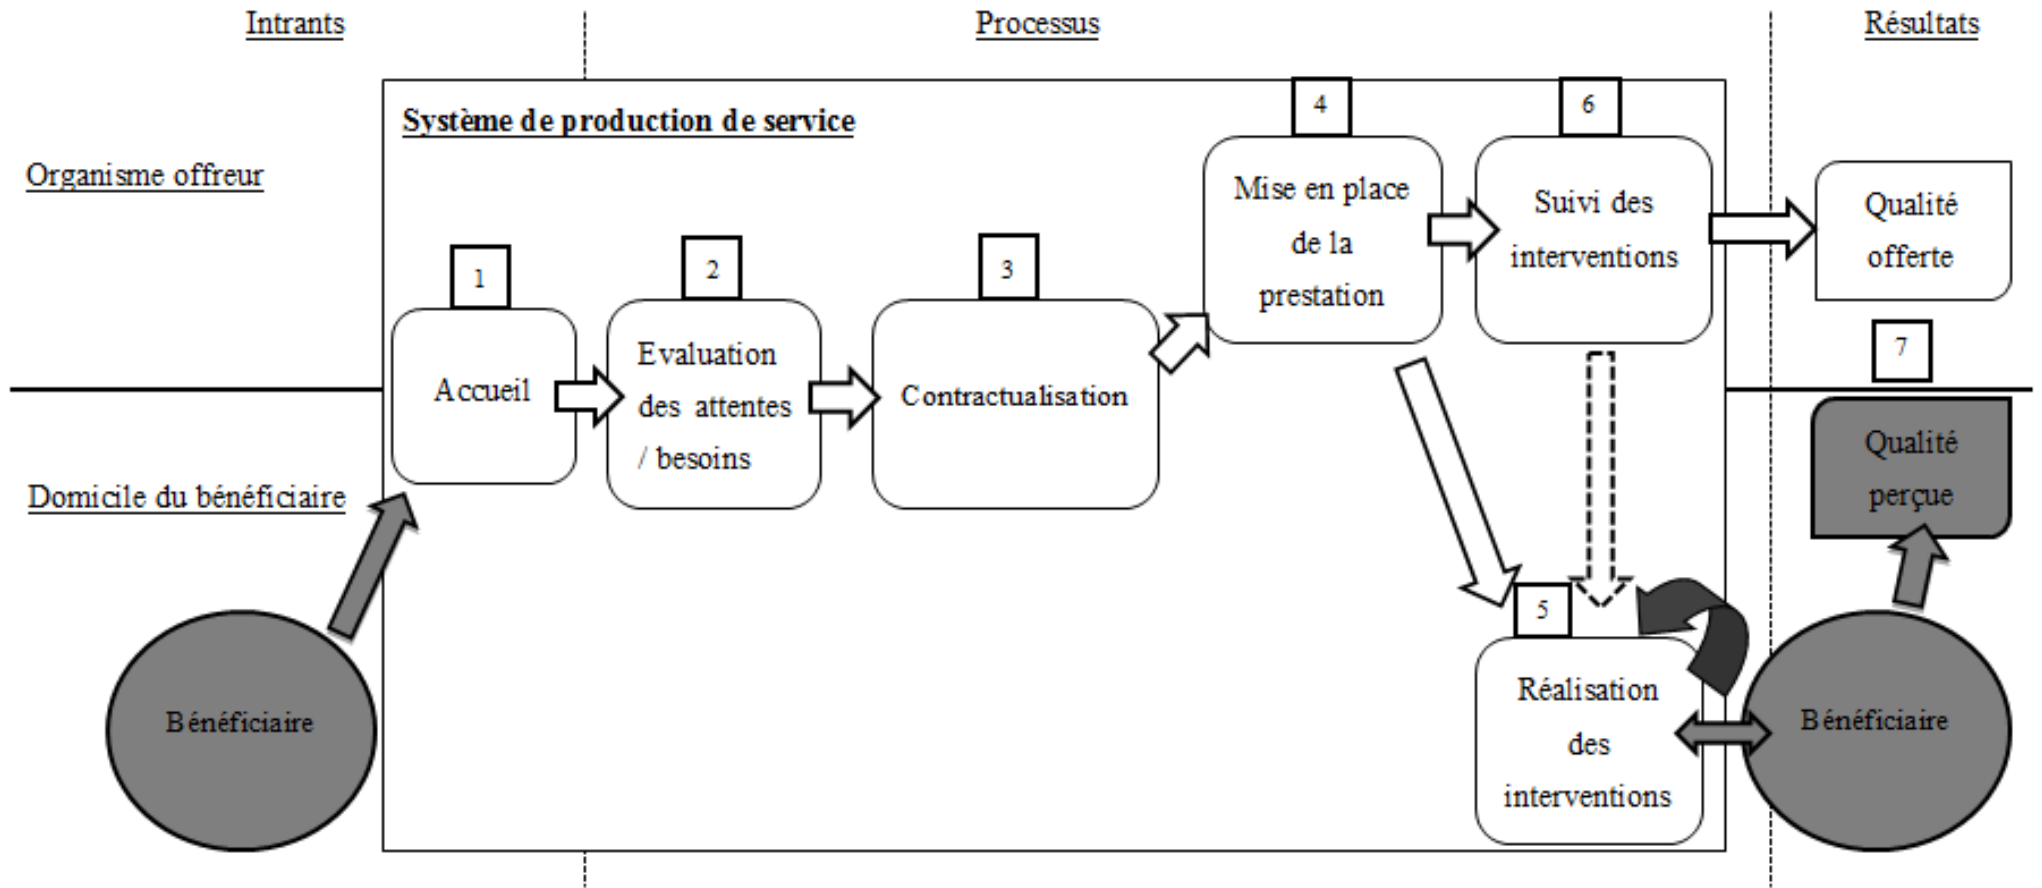 Intrants
Processus
Résultats
Système de production de service
Organisme offreur
Domicile du bénéficiaire
Bénéficiaire
1
Accueil
2
Evaluation
des attentes
/ besoins
3
Contractualisation
4
Mise en place
de la
prestation
6
Suivi des
interventions
5
Réalisation
des
interventions
Qualité
offerte
7
Qualité
perçue
Bénéficiaire